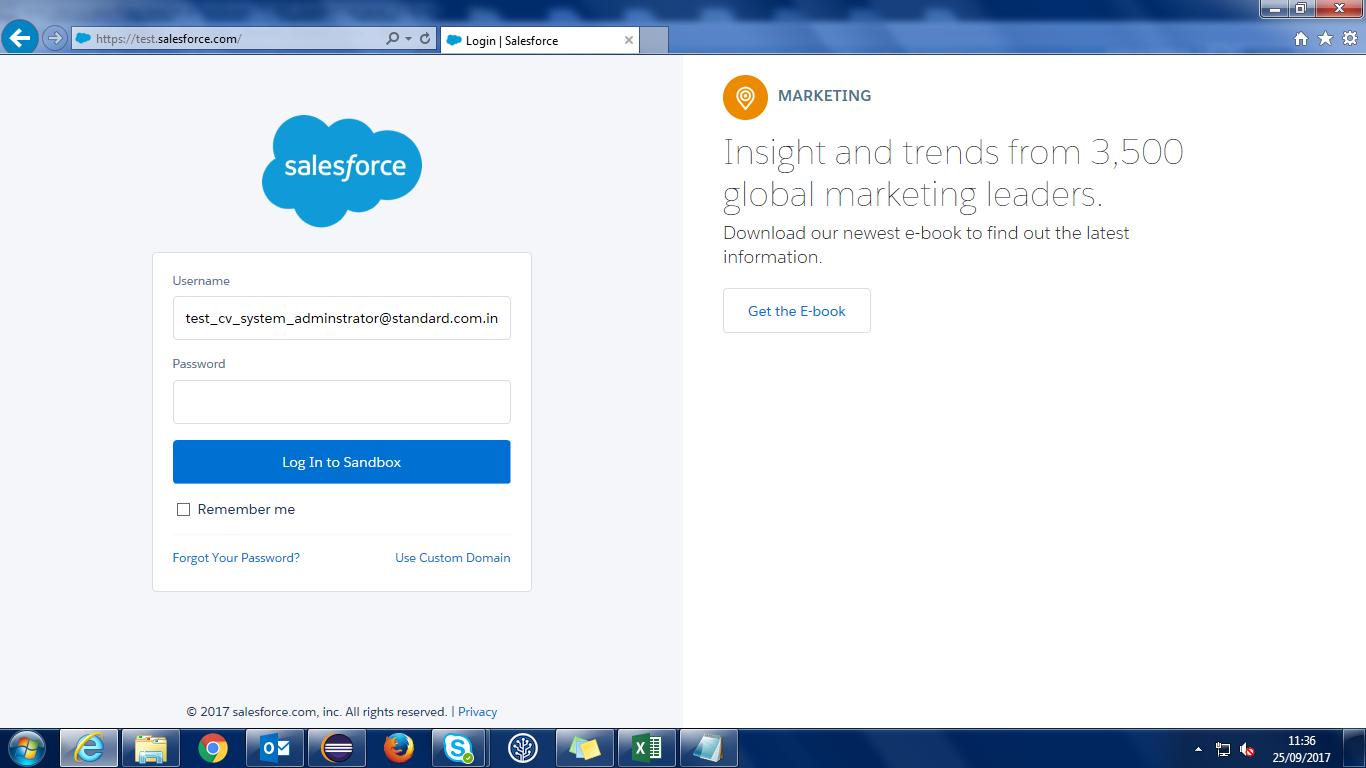 https://test.salesforce.com/
Login | Salesforce
salesforce
Username
test_cv_system_adminstrator@standard.com.in
Password
Log In to Sandbox
Remember me
Forgot Your Password?
Use Custom Domain
© 2017 salesforce.com, inc. All rights reserved. | Privacy
MARKETING
Insight and trends from 3,500
global marketing leaders.
Download our newest e-book to find out the latest
information.
Get the E-book
11:36
25/09/2017